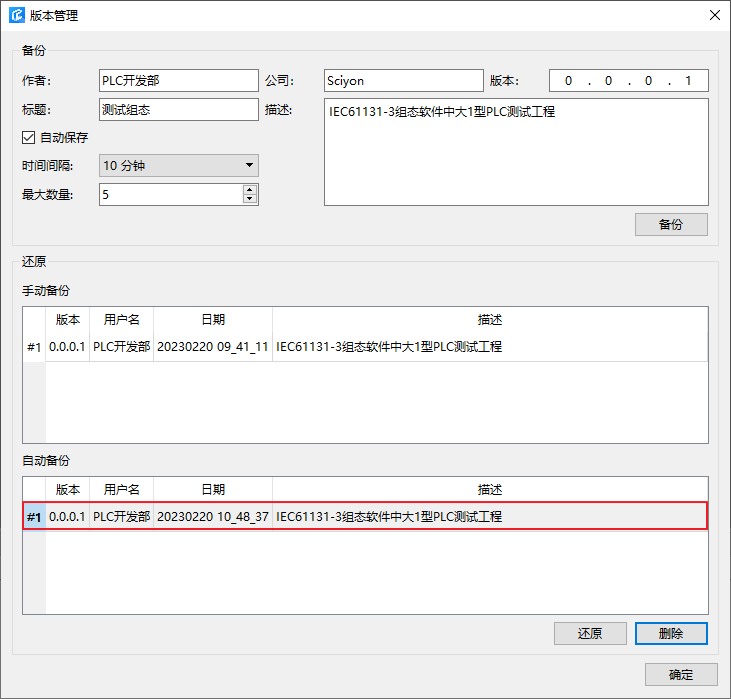 版本管理
备份
作者: PLC开发部 公司: Sciyon 版本: 0 . 0 . 0 . 1
标题: 测试组态 描述: IEC61131-3组态软件中大1型PLC测试工程
自动保存
时间间隔: 10 分钟
最大数量: 5
备份
还原
手动备份
版本 用户名 日期 描述
#1 0.0.0.1 PLC开发部 20230220 09_41_11 IEC61131-3组态软件中大1型PLC测试工程
自动备份
版本 用户名 日期 描述
#1 0.0.0.1 PLC开发部 20230220 10_48_37 IEC61131-3组态软件中大1型PLC测试工程
还原 删除
确定